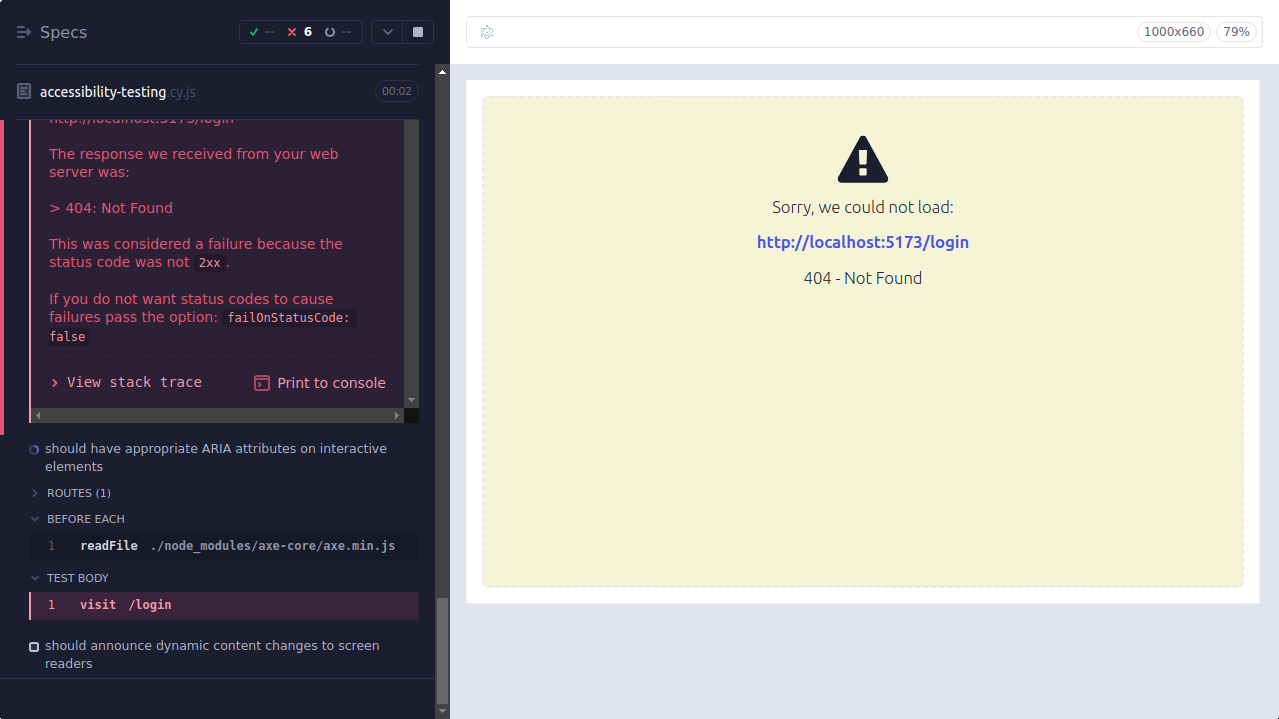 Specs
-- 6 --
1000x660 79%
accessibility-testing.cy.js 00:02
http://localhost:5173/login
The response we received from your web
server was:
> 404: Not Found
This was considered a failure because the
status code was not 2xx.
If you do not want status codes to cause
failures pass the option: failOnStatusCode:
false
View stack trace Print to console
should have appropriate ARIA attributes on interactive
elements
ROUTES (1)
BEFORE EACH
1 readFile ./node_modules/axe-core/axe.min.js
TEST BODY
1 visit /login
should announce dynamic content changes to screen
readers
Sorry, we could not load:
http://localhost:5173/login
404 - Not Found